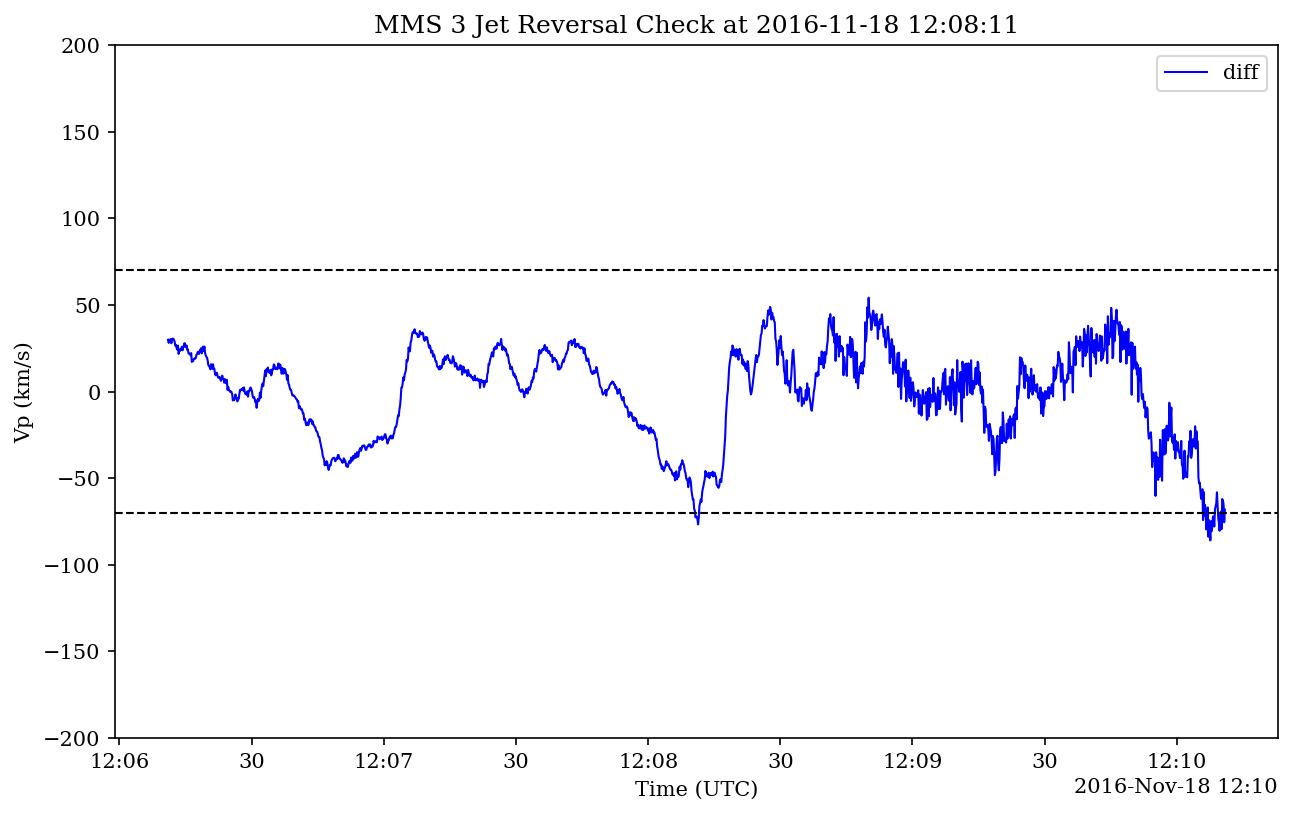 MMS 3 Jet Reversal Check at 2016-11-18 12:08:11
diff
200
150
100
50
0
−50
−100
−150
−200
Vp (km/s)
12:06 30 12:07 30 12:08 30 12:09 30 12:10
Time (UTC)
2016-Nov-18 12:10